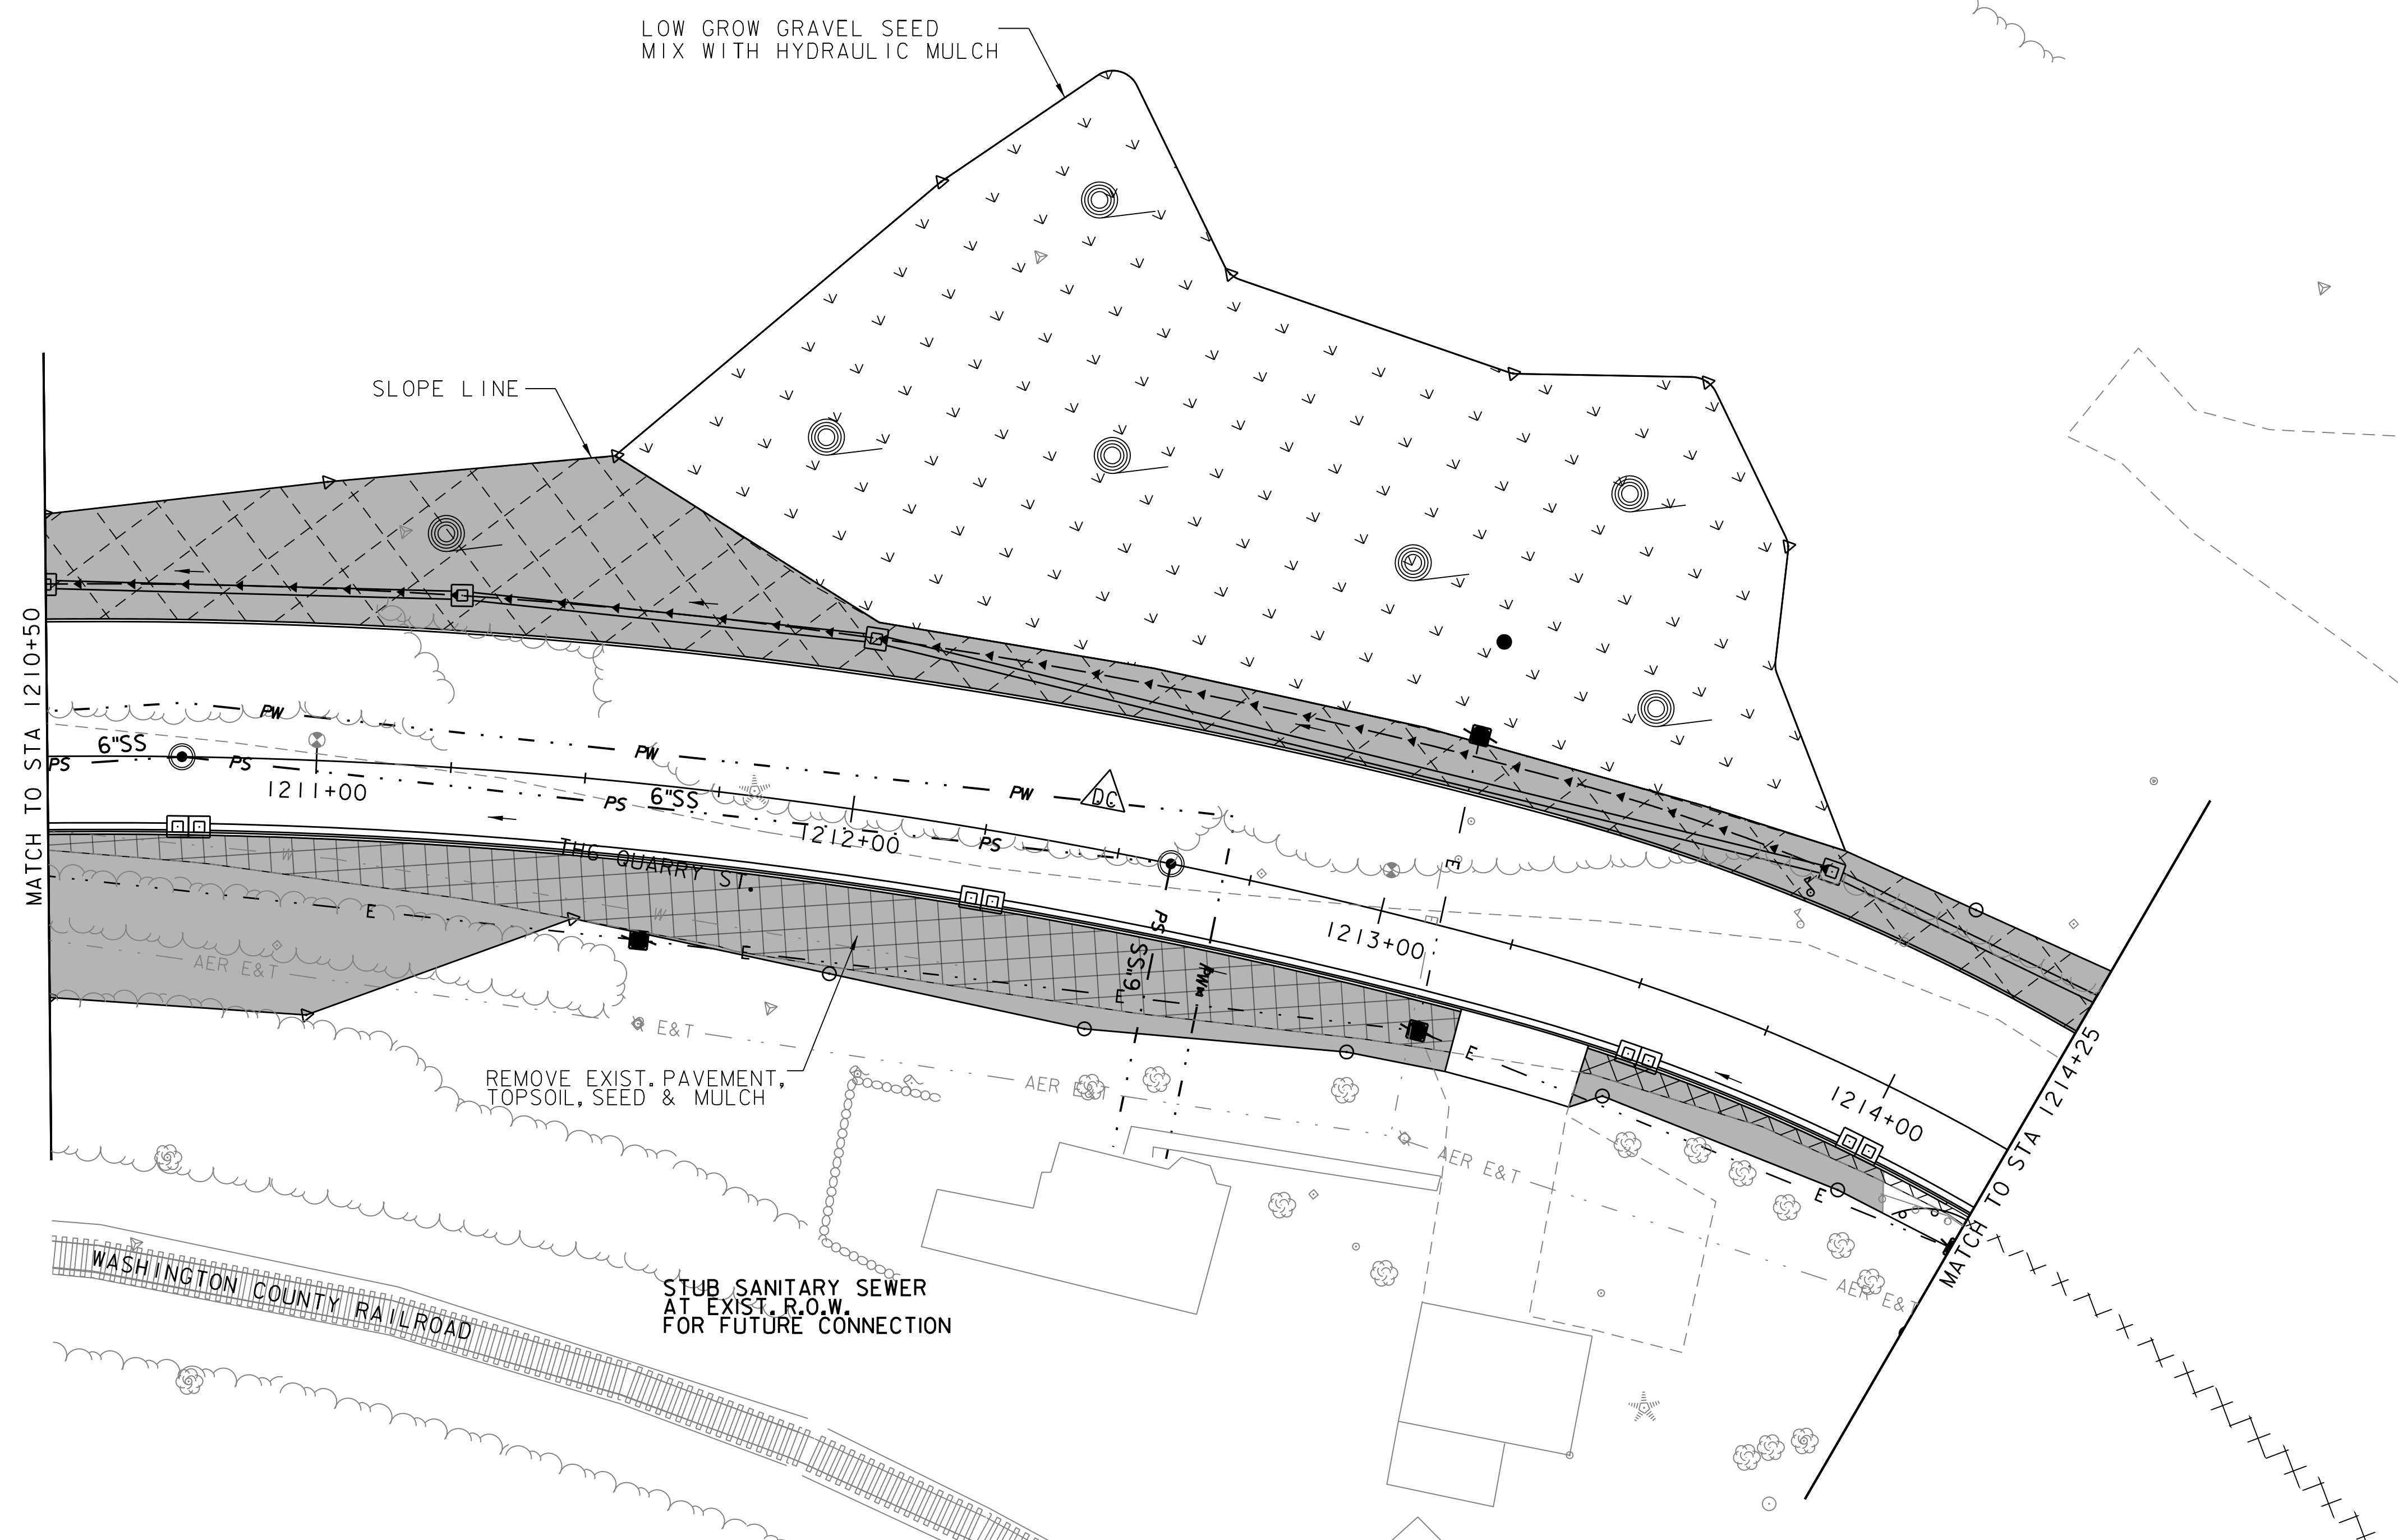 LOW GROW GRAVEL SEED
MIX WITH HYDRAULIC MULCH
SLOPE LINE
MATCH TO STA 1210+50
PW
PW
PW
DC
6"SS
PS
PS
1211+00
PS
6"SS
1212+00
PS
TH6 QUARRY ST.
W
W
E
E
E
E
E
E
E
PS
6"SS
PW
1213+00
1214+00
MATCH TO STA 1214+25
AER E&T
E&T
AER E&T
AER E&T
AER E&T
REMOVE EXIST. PAVEMENT,
TOPSOIL, SEED & MULCH
WASHINGTON COUNTY RAILROAD
STUB SANITARY SEWER
AT EXIST. R.O.W.
FOR FUTURE CONNECTION